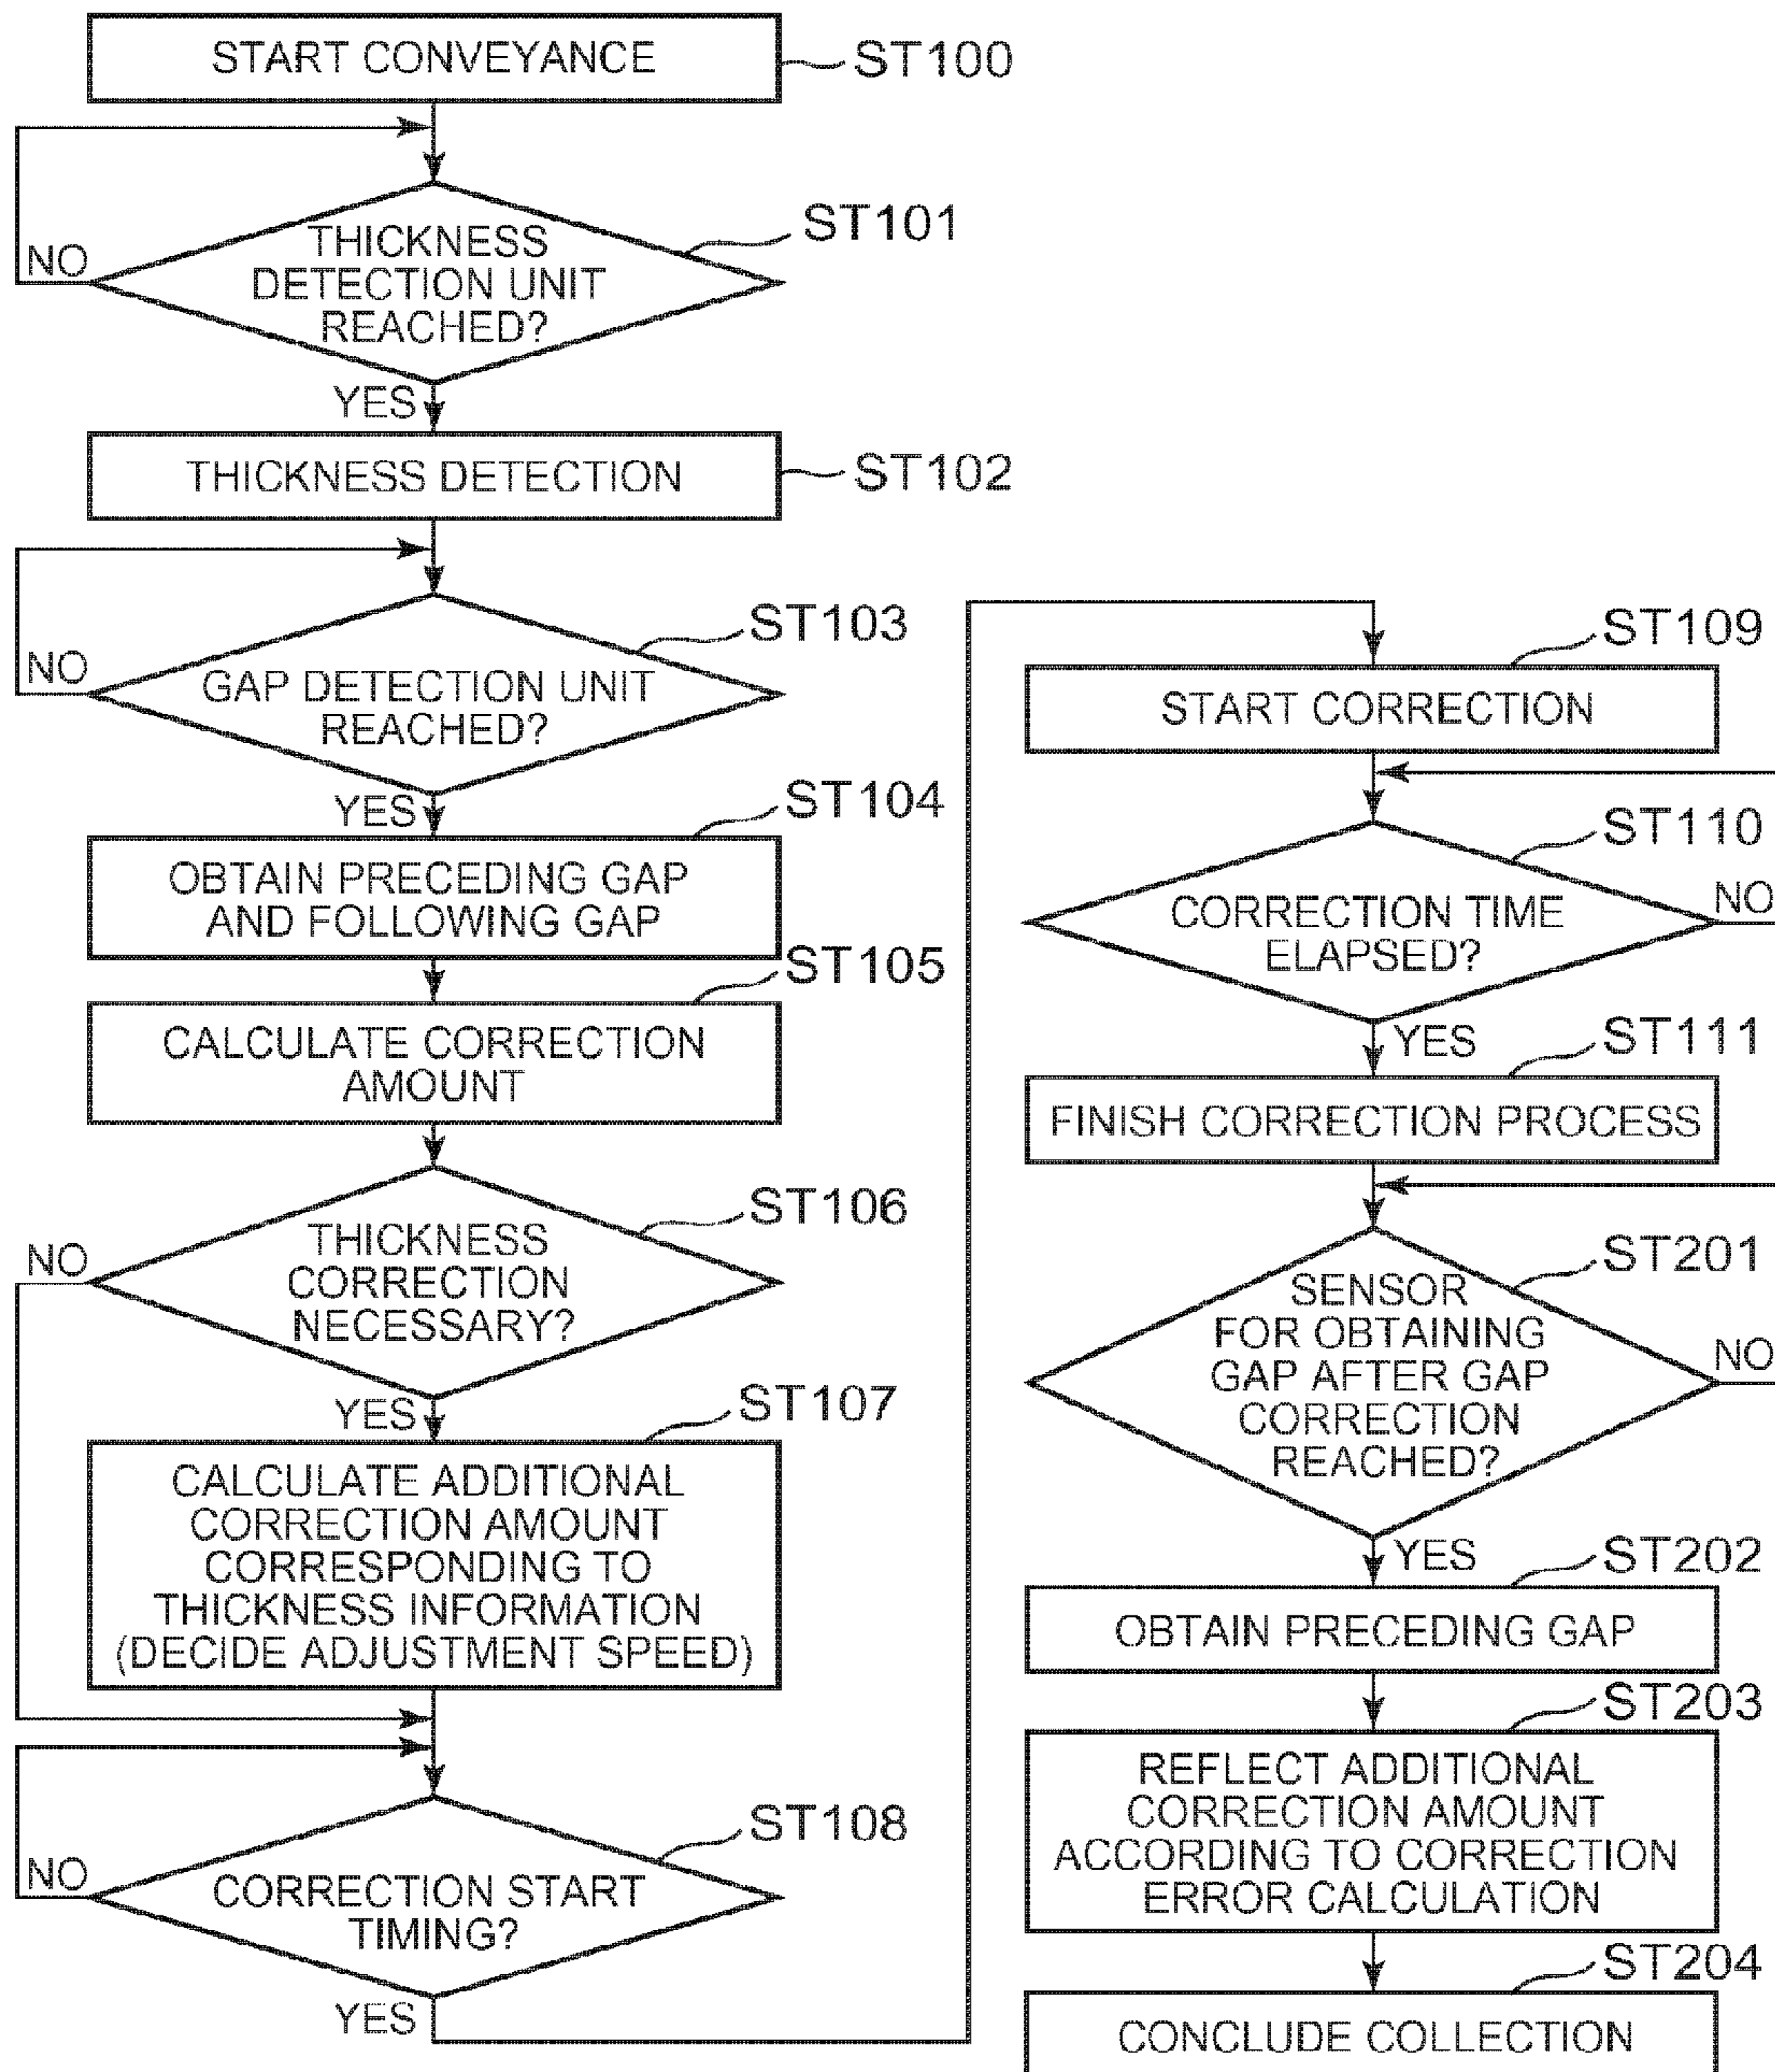 START CONVEYANCE
ST100
ST101
THICKNESS
DETECTION UNIT
REACHED?
NO
YES
THICKNESS DETECTION
ST102
ST103
NO
GAP DETECTION UNIT
REACHED?
YES
ST104
OBTAIN PRECEDING GAP
AND FOLLOWING GAP
ST105
CALCULATE CORRECTION
AMOUNT
ST106
NO
THICKNESS
CORRECTION
NECESSARY?
YES
ST107
CALCULATE ADDITIONAL
CORRECTION AMOUNT
CORRESPONDING TO
THICKNESS INFORMATION
(DECIDE ADJUSTMENT SPEED)
ST108
NO
CORRECTION START
TIMING?
YES
ST109
START CORRECTION
ST110
CORRECTION TIME
ELAPSED?
NO
YES
ST111
FINISH CORRECTION PROCESS
ST201
SENSOR
FOR OBTAINING
GAP AFTER GAP
CORRECTION
REACHED?
NO
YES
ST202
OBTAIN PRECEDING GAP
ST203
REFLECT ADDITIONAL
CORRECTION AMOUNT
ACCORDING TO CORRECTION
ERROR CALCULATION
ST204
CONCLUDE COLLECTION